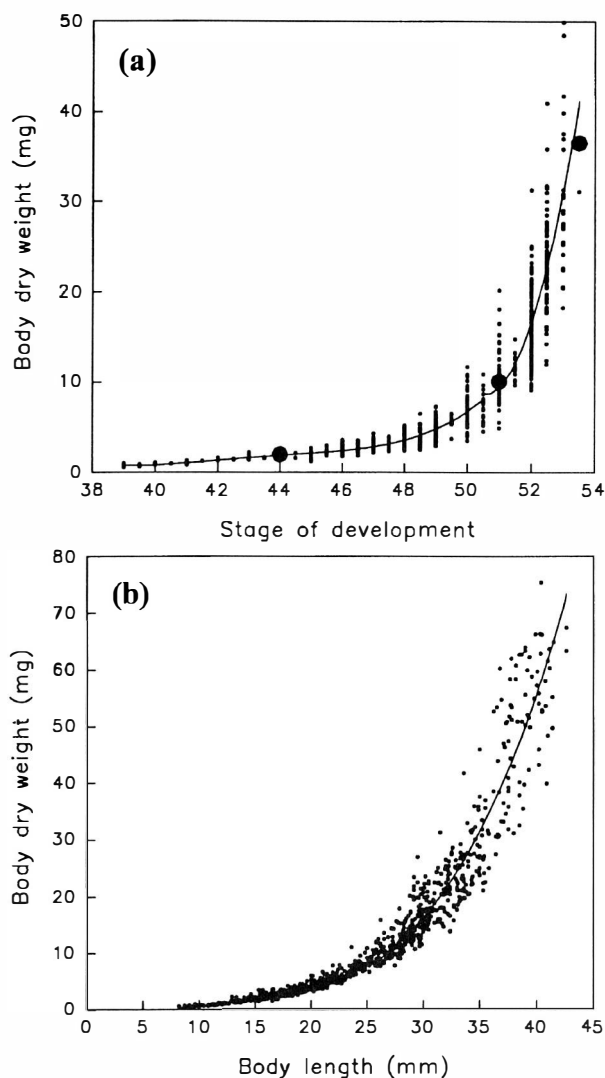 (a)
Body dry weight (mg)
50
40
30
20
10
0
38 40 42 44 46 48 50 52 54
Stage of development
(b)
Body dry weight (mg)
80
70
60
50
40
30
20
10
0
0 5 10 15 20 25 30 35 40 45
Body length (mm)